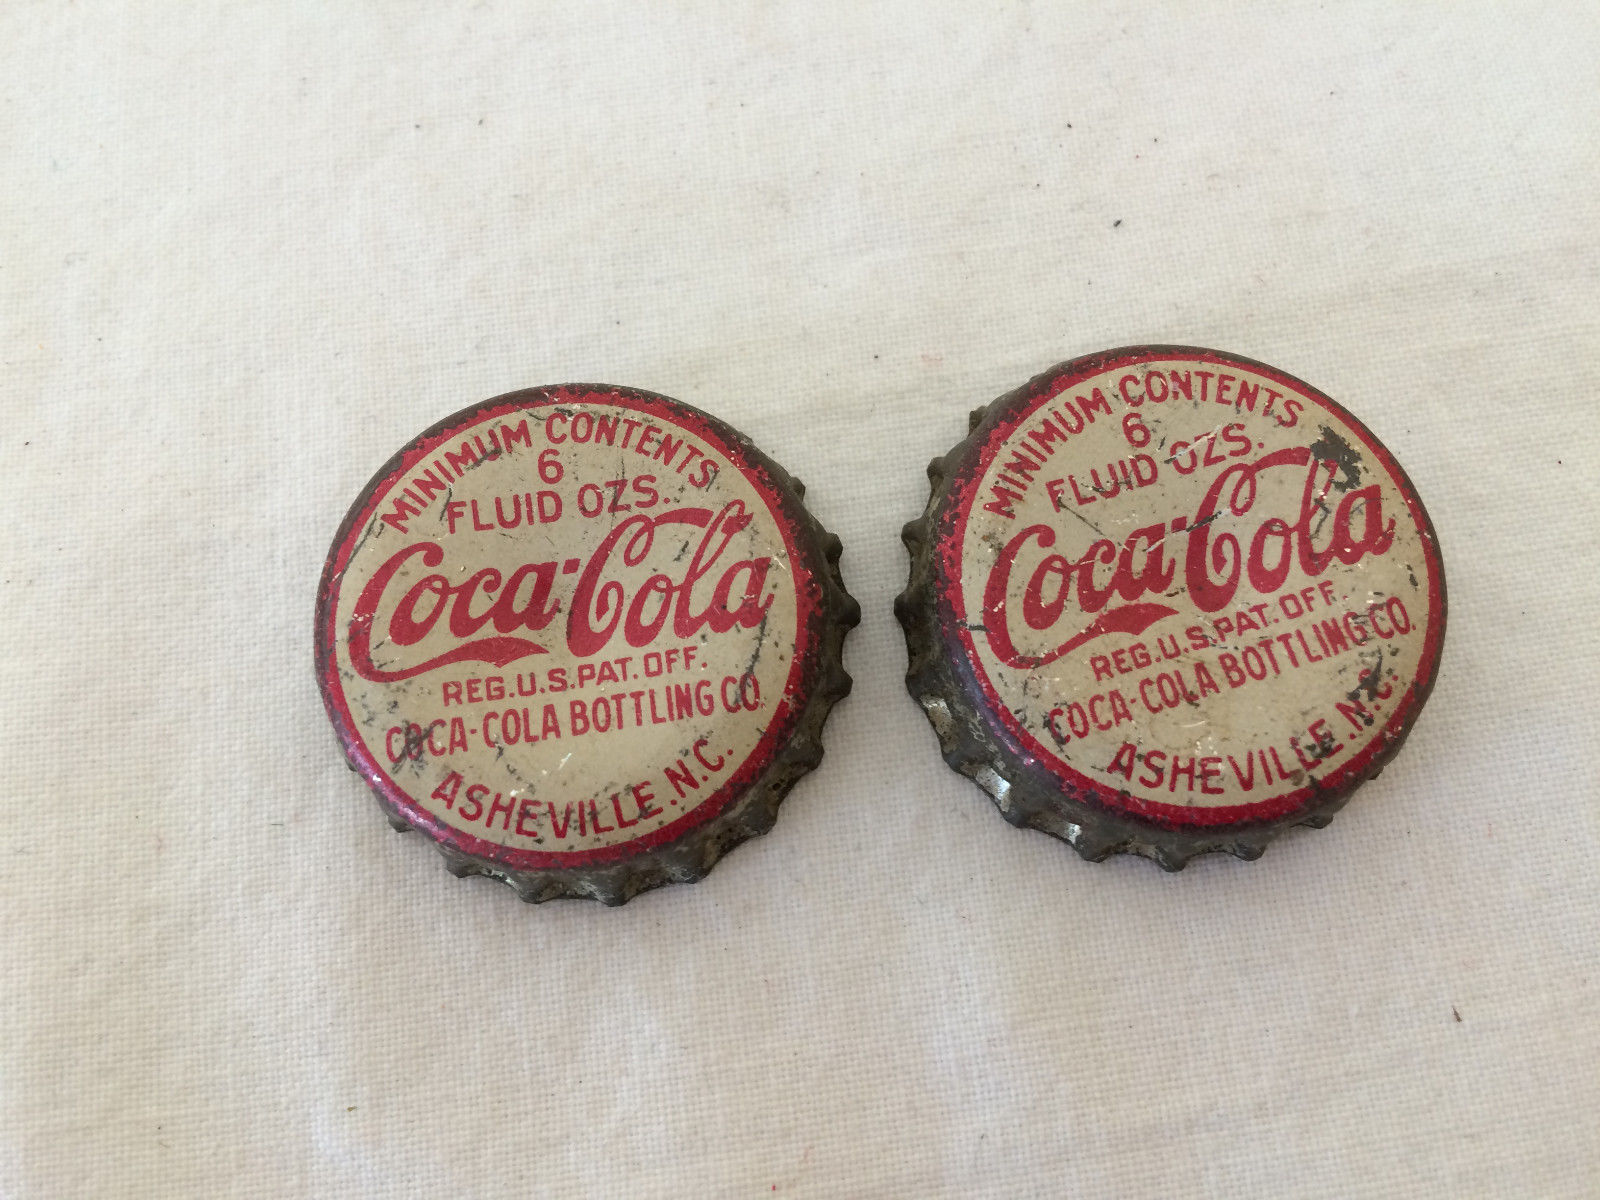 MINIMUM CONTENTS
6
FLUID OZS.
Coca-Cola
REG.U.S.PAT.OFF.
COCA-COLA BOTTLING CO.
ASHEVILLE.N.C.
MINIMUM CONTENTS
6
FLUID OZS.
Coca-Cola
REG.U.S.PAT.OFF.
COCA-COLA BOTTLING CO.
ASHEVILLE.N.C.